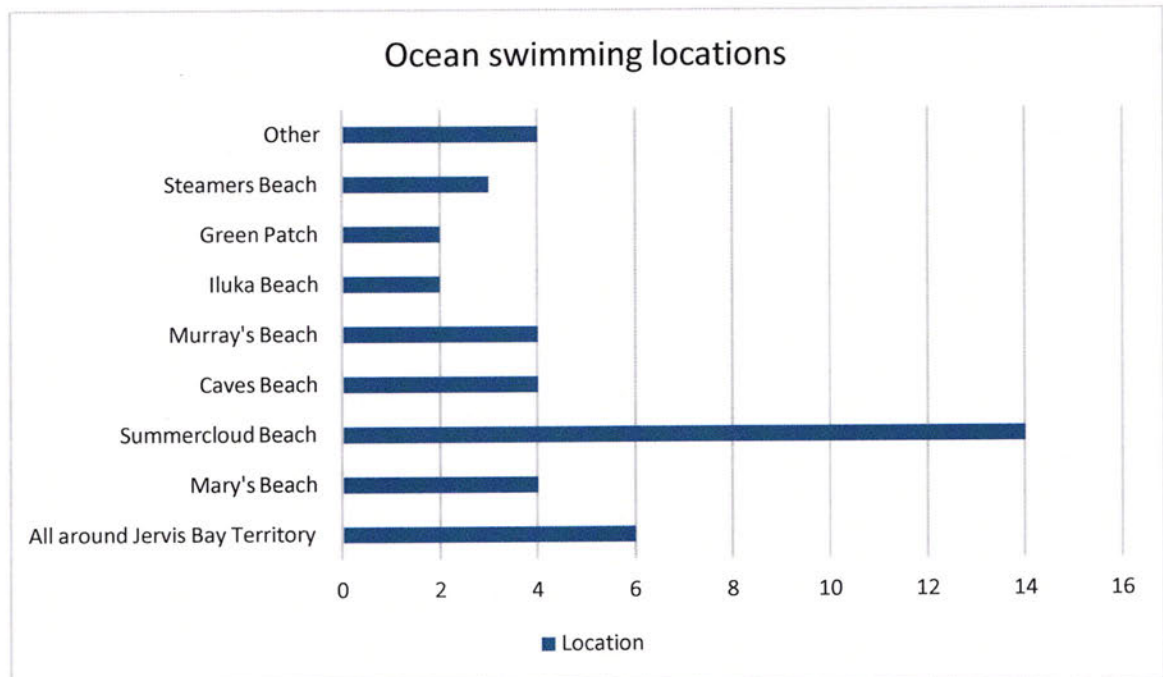 Ocean swimming locations
Other
Steamers Beach
Green Patch
Iluka Beach
Murray's Beach
Caves Beach
Summercloud Beach
Mary's Beach
All around Jervis Bay Territory
0 2 4 6 8 10 12 14 16
Location